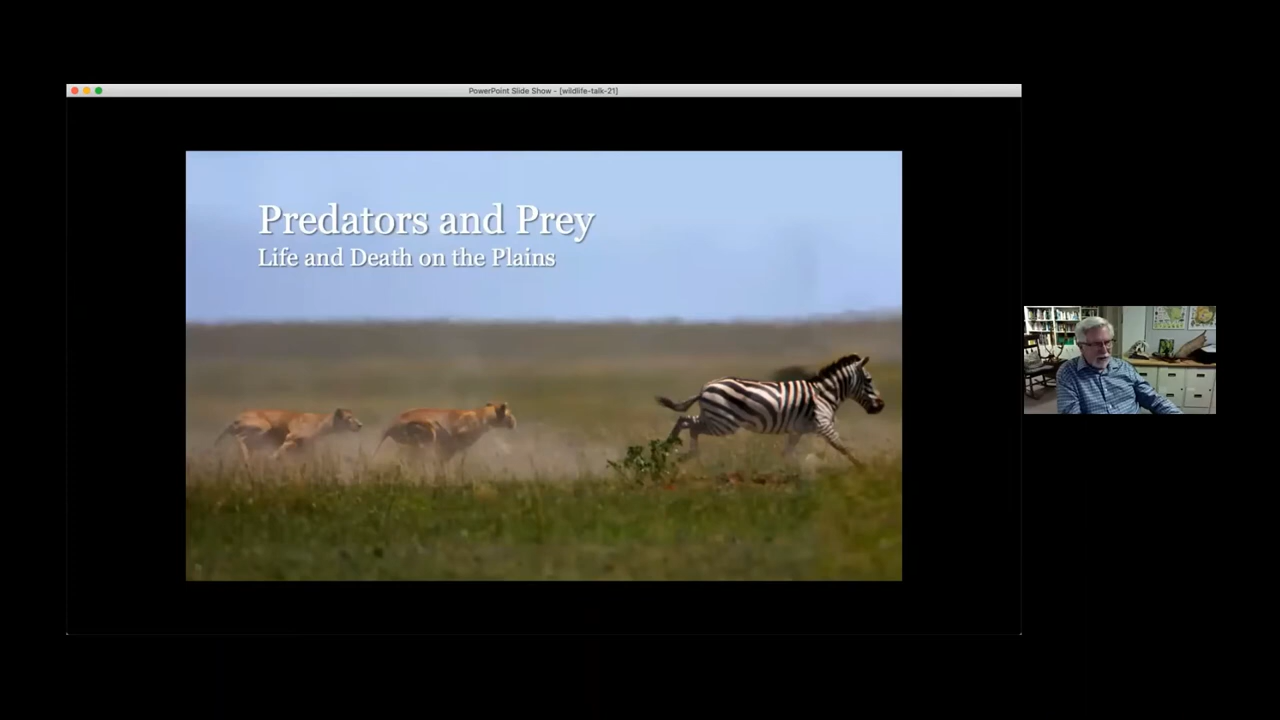 PowerPoint Slide Show - [wildlife-talk-21]
Predators and Prey
Life and Death on the Plains